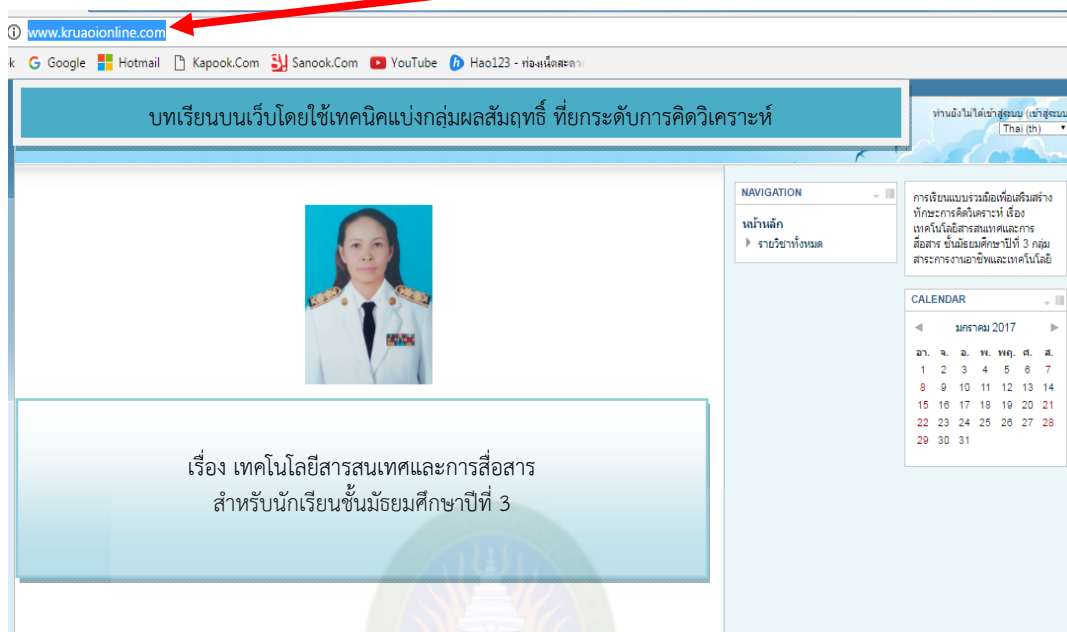 www.kruaoionline.com
k Google Hotmail Kapook.Com Sanook.Com YouTube Hao123 - ท่องเน็ตสะดวก
บทเรียนบนเว็บโดยใช้เทคนิคแบ่งกลุ่มผลสัมฤทธิ์ ที่ยกระดับการคิดวิเคราะห์
ท่านยังไม่ได้เข้าสู่ระบบ (เข้าสู่ระบบ
Thai (th)
NAVIGATION
หน้าหลัก
รายวิชาทั้งหมด
การเรียนแบบร่วมมือเพื่อเสริมสร้าง
ทักษะการคิดวิเคราะห์ เรื่อง
เทคโนโลยีสารสนเทศและการ
สื่อสาร ชั้นมัธยมศึกษาปีที่ 3 กลุ่ม
สาระการงานอาชีพและเทคโนโลยี
CALENDAR
มกราคม 2017
อา. จ. อ. พ. พฤ. ศ. ส.
1 2 3 4 5 6 7
8 9 10 11 12 13 14
15 16 17 18 19 20 21
22 23 24 25 26 27 28
29 30 31
เรื่อง เทคโนโลยีสารสนเทศและการสื่อสาร
สำหรับนักเรียนชั้นมัธยมศึกษาปีที่ 3